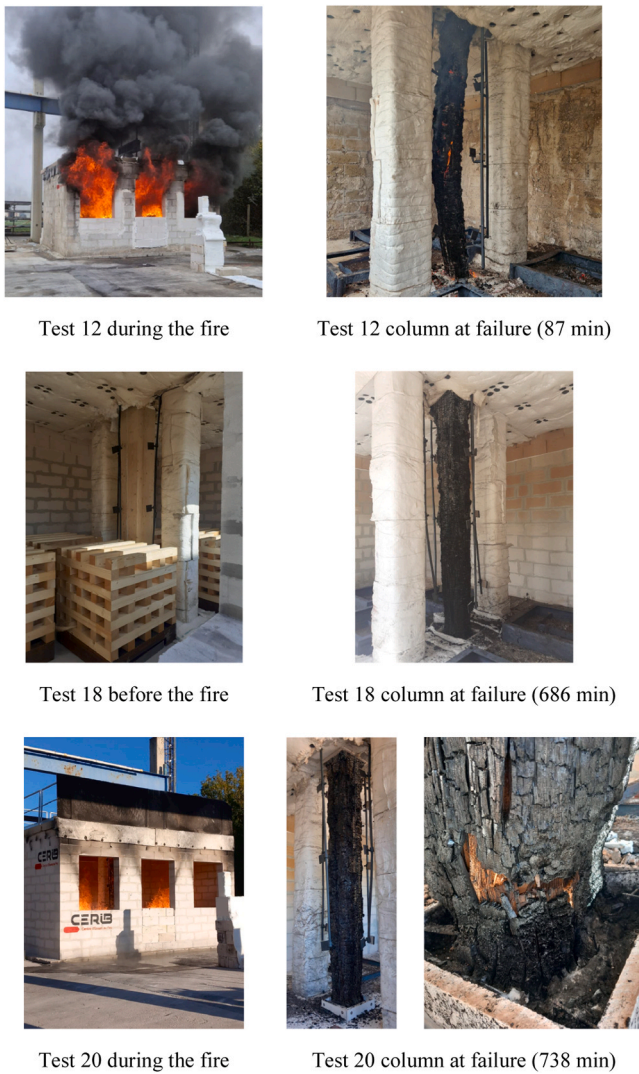 Test 12 during the fire
Test 12 column at failure (87 min)
Test 18 before the fire
Test 18 column at failure (686 min)
CERIB
CERIB
Test 20 during the fire
Test 20 column at failure (738 min)